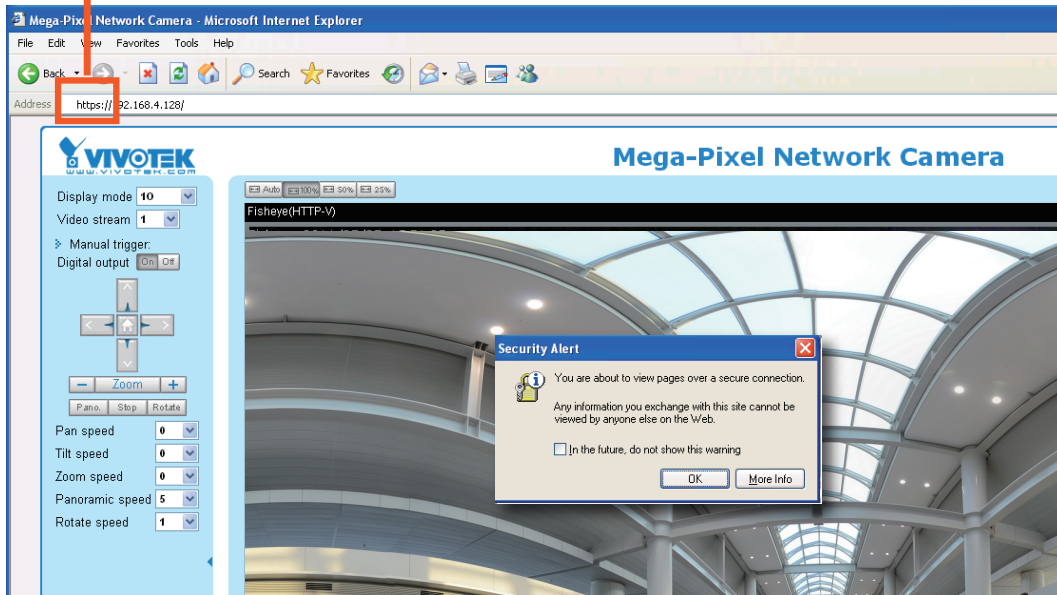 Mega-Pixel Network Camera - Microsoft Internet Explorer
File Edit View Favorites Tools Help
Back Search Favorites
Address https://192.168.4.128/
VIVOTEK
www.vivotek.com
Mega-Pixel Network Camera
Display mode 10
Auto 100% 50% 25%
Video stream 1
Fisheye(HTTP-V)
Manual trigger:
Digital output On Off
Zoom
Pano. Stop Rotate
Pan speed 0
Tilt speed 0
Zoom speed 0
Panoramic speed 5
Rotate speed 1
Security Alert
You are about to view pages over a secure connection.
Any information you exchange with this site cannot be
viewed by anyone else on the Web.
In the future, do not show this warning
OK More Info